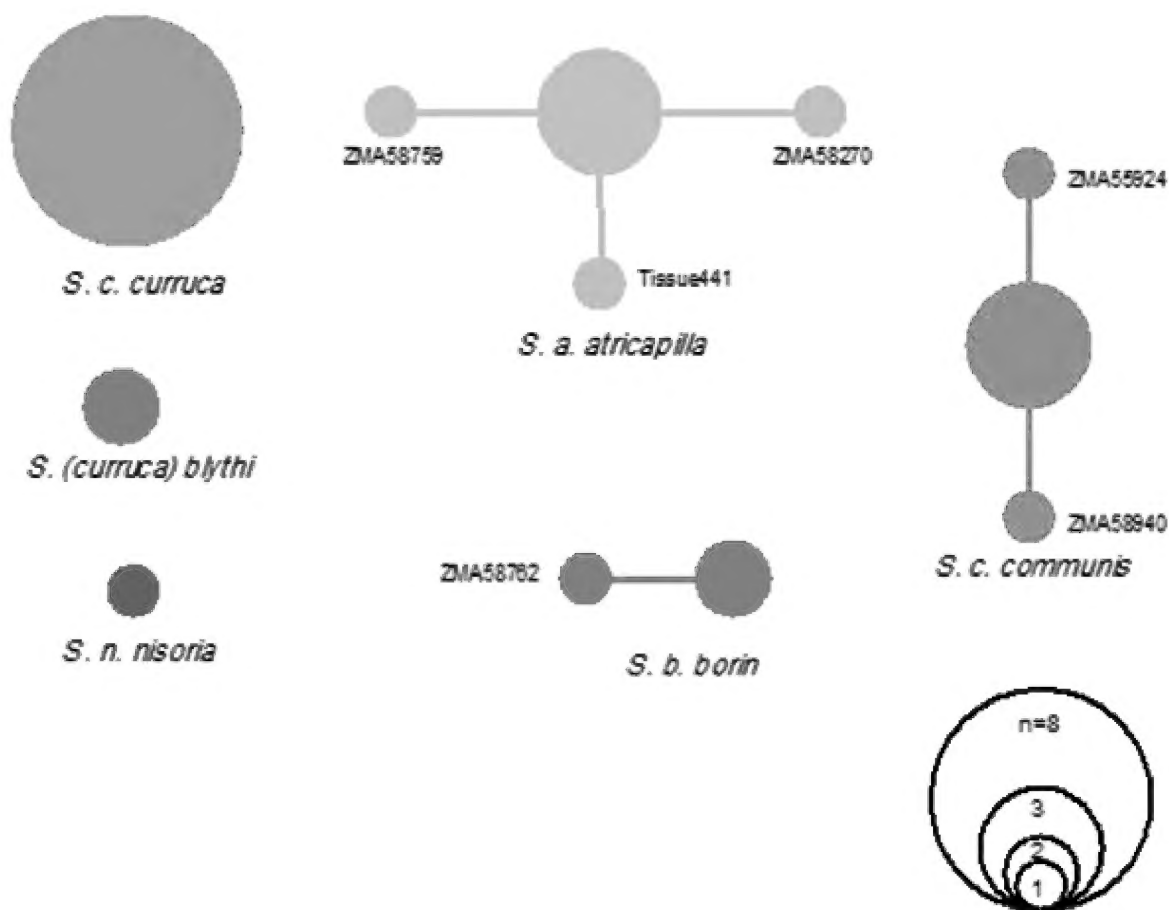 ZMA58759
ZMA58270
ZMA55924
S. c. curruca
Tissue441
S. a. atricapilla
S. (curruca) blythi
ZMA58940
S. c. communis
ZMA58762
S. n. nisoria
S. b. borin
n=8
3
2
1